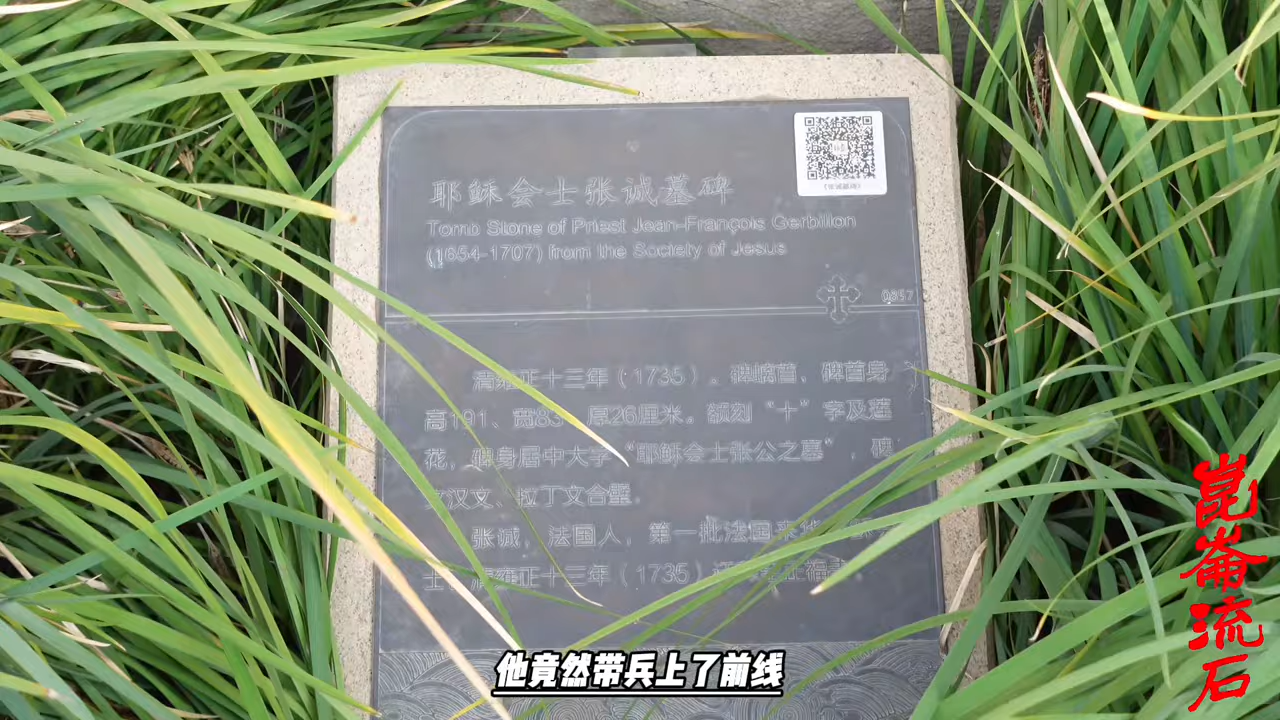 耶稣会士张诚墓碑
Tomb Stone of Priest Jean-François Gerbillon
(1654-1707) from the Society of Jesus
《张诚墓碑》
0857
清雍正十三年（1735）。碑螭首，碑首身
高191、 83 厚26厘米。额刻“十”字及莲
花，碑身居中大字“耶稣会士张公之墓”，碑
文汉文、拉丁文合璧。
张诚，法国人，第一批法国来华
士 清雍正十三年（1735）
他竟然带兵上了前线
崑崙流石